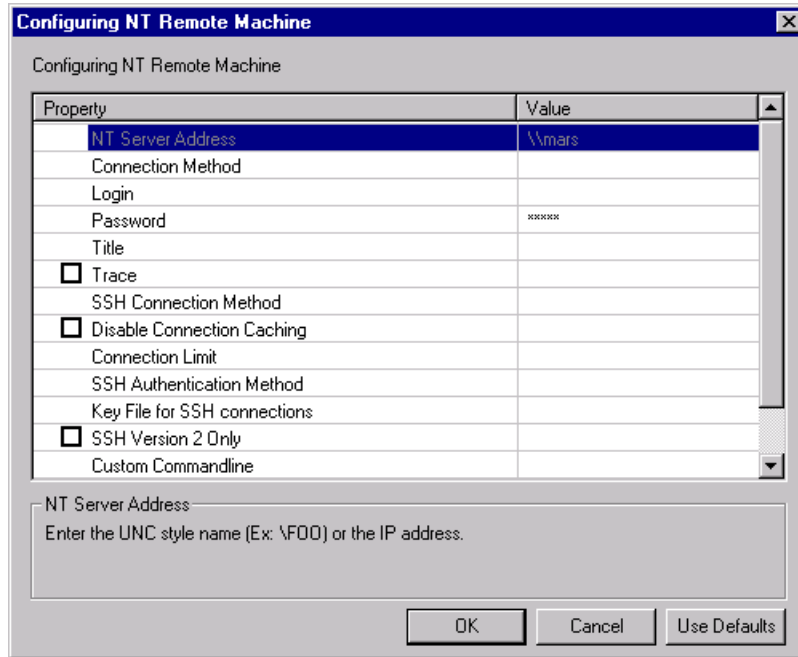 Configuring NT Remote Machine
Configuring NT Remote Machine
Property Value
NT Server Address \\mars
Connection Method
Login
Password xxxxx
Title
Trace
SSH Connection Method
Disable Connection Caching
Connection Limit
SSH Authentication Method
Key File for SSH connections
SSH Version 2 Only
Custom Commandline
NT Server Address
Enter the UNC style name (Ex: \FOO) or the IP address.
OK Cancel Use Defaults